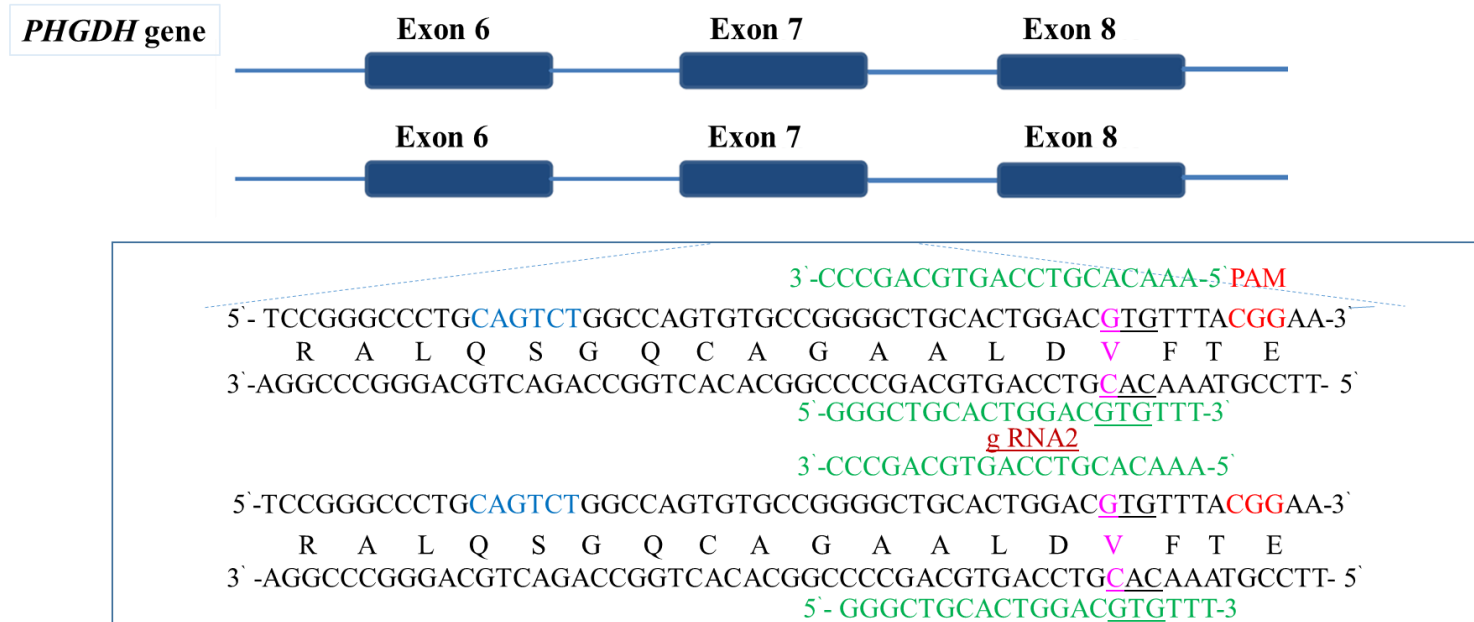 PHGDH gene
Exon 6 Exon 7 Exon 8
Exon 6 Exon 7 Exon 8
3`-CCCGACGTGACCTGCACAAA-5`PAM
5`- TCCGGGCCCTGCAGTCTGGCCAGTGTGCCGGGGCTGCACTGGACGTGTTTACGGAA-3`
R A L Q S G Q C A G A A L D V F T E
3`-AGGCCCGGGACGTCAGACCGGTCACACGGCCCCGACGTGACCTGCACAAATGCCTT- 5`
5`-GGGCTGCACTGGACGTGTTT-3`
g RNA2
3`-CCCGACGTGACCTGCACAAA-5`
5`-TCCGGGCCCTGCAGTCTGGCCAGTGTGCCGGGGCTGCACTGGACGTGTTTACGGAA-3`
R A L Q S G Q C A G A A L D V F T E
3` -AGGCCCGGGACGTCAGACCGGTCACACGGCCCCGACGTGACCTGCACAAATGCCTT- 5`
5`- GGGCTGCACTGGACGTGTTT-3